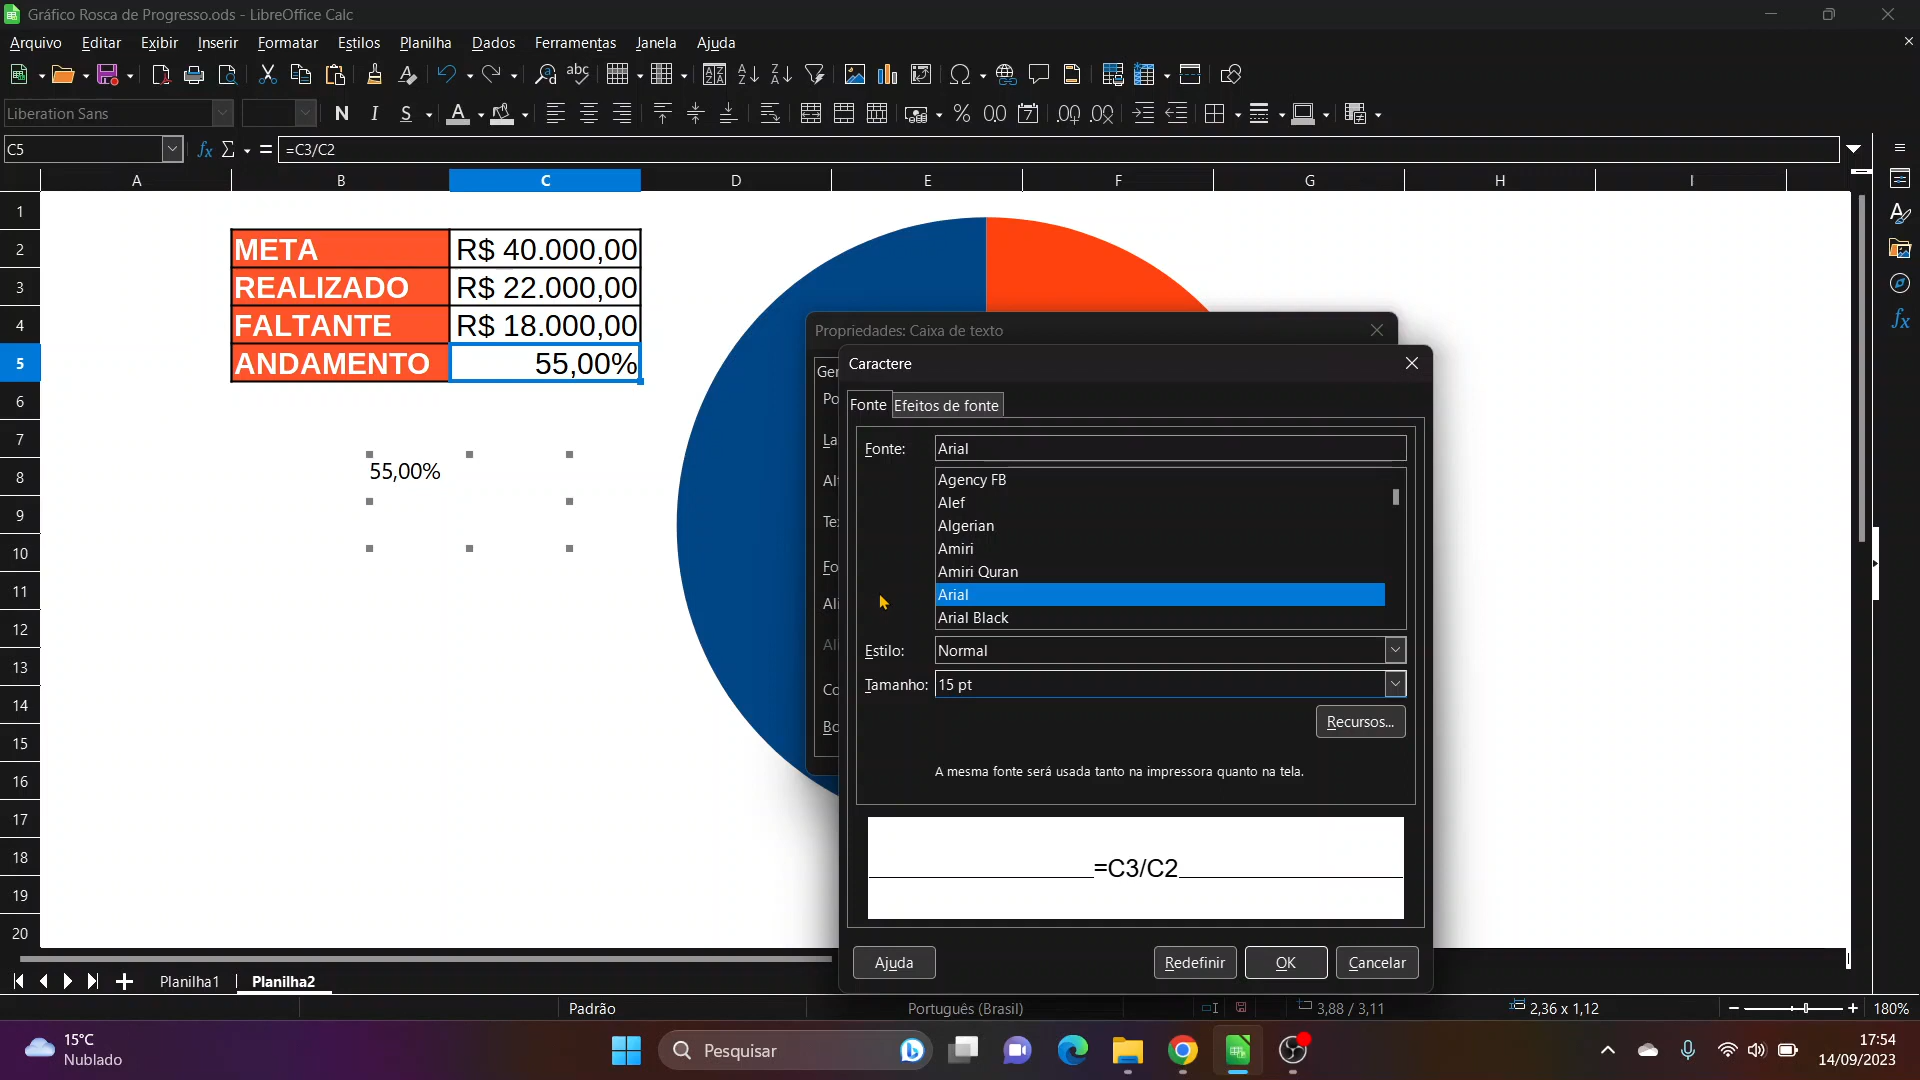 Gráfico Rosca de Progresso.ods - LibreOffice Calc
Arquivo Editar Exibir Inserir Formatar Estilos Planilha Dados Ferramentas Janela Ajuda
Liberation Sans
C5 =C3/C2
A B C D E F G H I
1
2
3
4
5
6
7
8
9
10
11
12
13
14
15
16
17
18
19
20
META R$ 40.000,00
REALIZADO R$ 22.000,00
FALTANTE R$ 18.000,00
ANDAMENTO 55,00%
55,00%
Propriedades: Caixa de texto
Caractere
Fonte Efeitos de fonte
Fonte: Arial
Agency FB
Alef
Algerian
Amiri
Amiri Quran
Arial
Arial Black
Estilo: Normal
Tamanho: 15 pt
Recursos...
A mesma fonte será usada tanto na impressora quanto na tela.
=C3/C2
Ajuda Redefinir OK Cancelar
Planilha1 Planilha2
Padrão Português (Brasil) 3,88 / 3,11 2,36 x 1,12 180%
15°C
Nublado
Pesquisar
17:54
14/09/2023